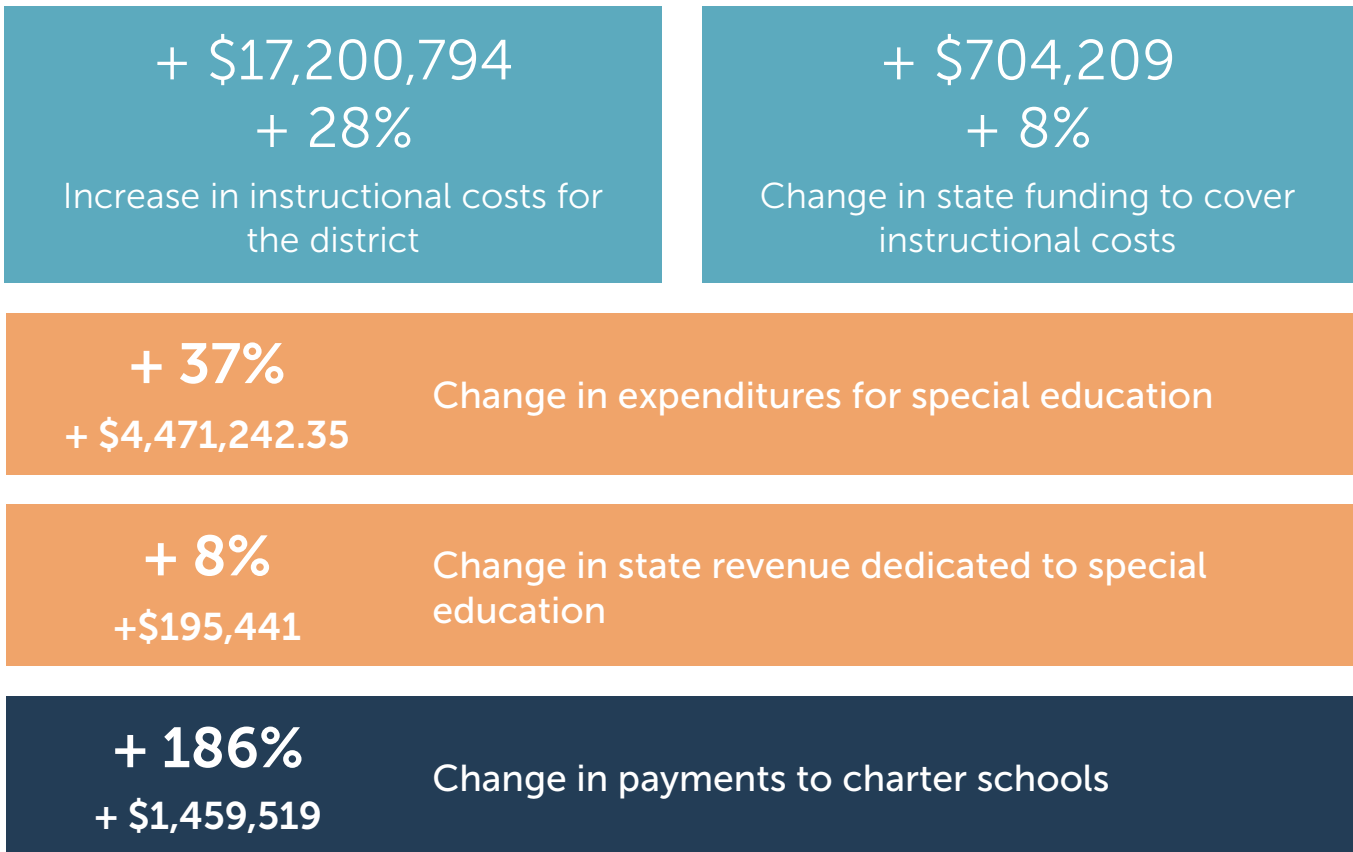 + $17,200,794
+ 28%
Increase in instructional costs for
the district
+ $704,209
+ 8%
Change in state funding to cover
instructional costs
+ 37%
+ $4,471,242.35
Change in expenditures for special education
+ 8%
+$195,441
Change in state revenue dedicated to special
education
+ 186%
+ $1,459,519
Change in payments to charter schools